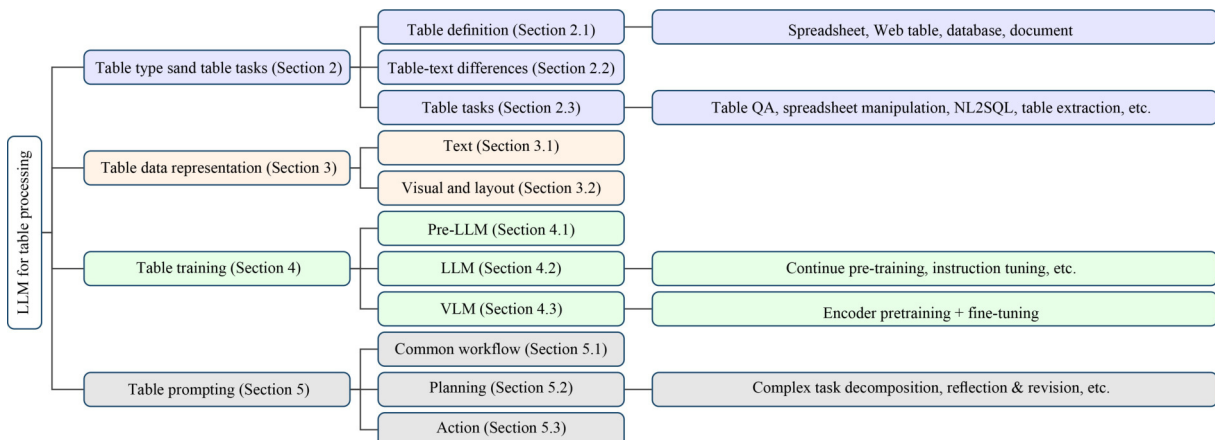 LLM for table processing
Table type sand table tasks (Section 2)
Table definition (Section 2.1)
Spreadsheet, Web table, database, document
Table-text differences (Section 2.2)
Table tasks (Section 2.3)
Table QA, spreadsheet manipulation, NL2SQL, table extraction, etc.
Table data representation (Section 3)
Text (Section 3.1)
Visual and layout (Section 3.2)
Table training (Section 4)
Pre-LLM (Section 4.1)
LLM (Section 4.2)
Continue pre-training, instruction tuning, etc.
VLM (Section 4.3)
Encoder pretraining + fine-tuning
Table prompting (Section 5)
Common workflow (Section 5.1)
Planning (Section 5.2)
Complex task decomposition, reflection & revision, etc.
Action (Section 5.3)